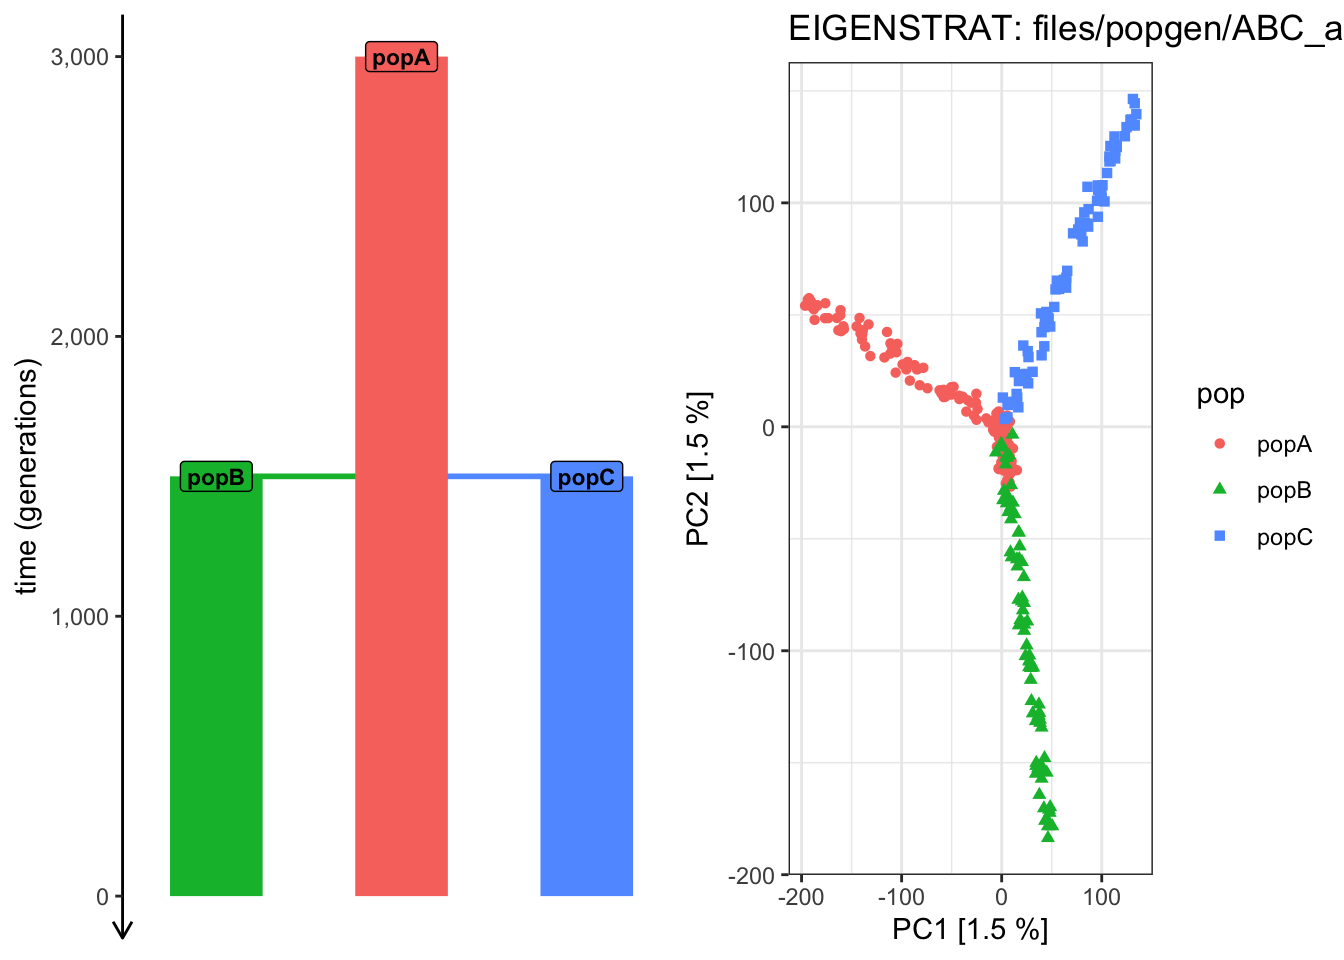 time (generations)
3,000
2,000
1,000
0
popA
popB
popC
EIGENSTRAT: files/popgen/ABC_a
PC2 [1.5 %]
100
0
-100
-200
-200
-100
0
100
PC1 [1.5 %]
pop
popA
popB
popC